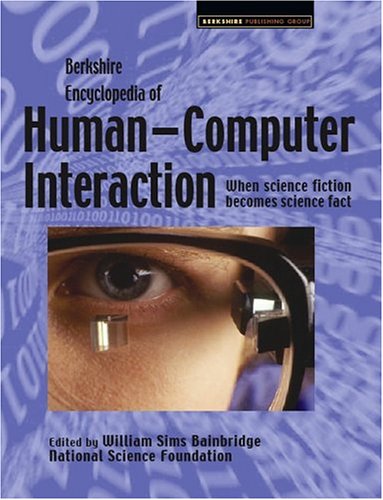 BERKSHIRE PUBLISHING GROUP
Berkshire
Encyclopedia of
Human–Computer
Interaction When science fiction
becomes science fact
Edited by William Sims Bainbridge
National Science Foundation